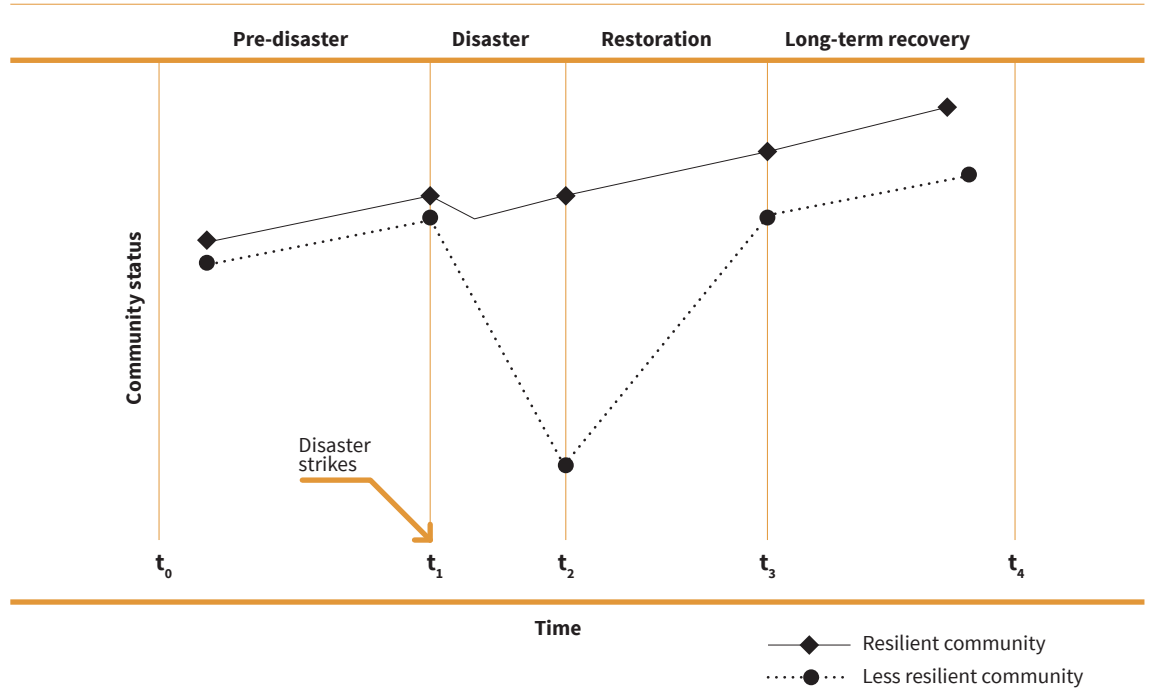 Pre-disaster Disaster Restoration Long-term recovery
Community status
Disaster
strikes
t0 t1 t2 t3 t4
Time
Resilient community
Less resilient community